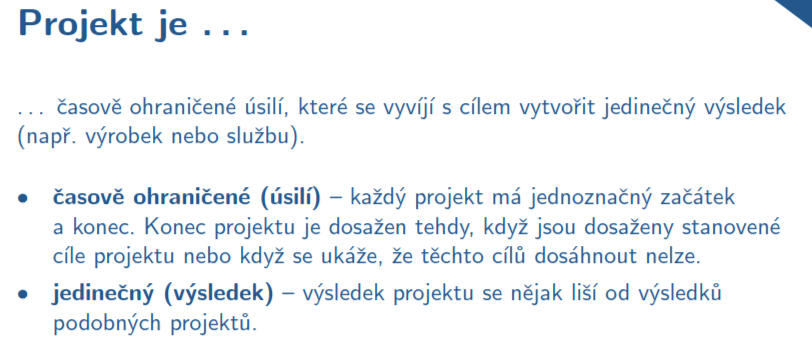 Projekt je ...
... časově ohraničené úsilí, které se vyvíjí s cílem vytvořit jedinečný výsledek
(např. výrobek nebo službu).
• časově ohraničené (úsilí) – každý projekt má jednoznačný začátek
a konec. Konec projektu je dosažen tehdy, když jsou dosaženy stanovené
cíle projektu nebo když se ukáže, že těchto cílů dosáhnout nelze.
• jedinečný (výsledek) – výsledek projektu se nějak liší od výsledků
podobných projektů.